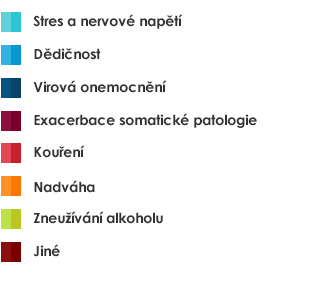 Stres a nervové napětí
Dědičnost
Virová onemocnění
Exacerbace somatické patologie
Kouření
Nadváha
Zneužívání alkoholu
Jiné